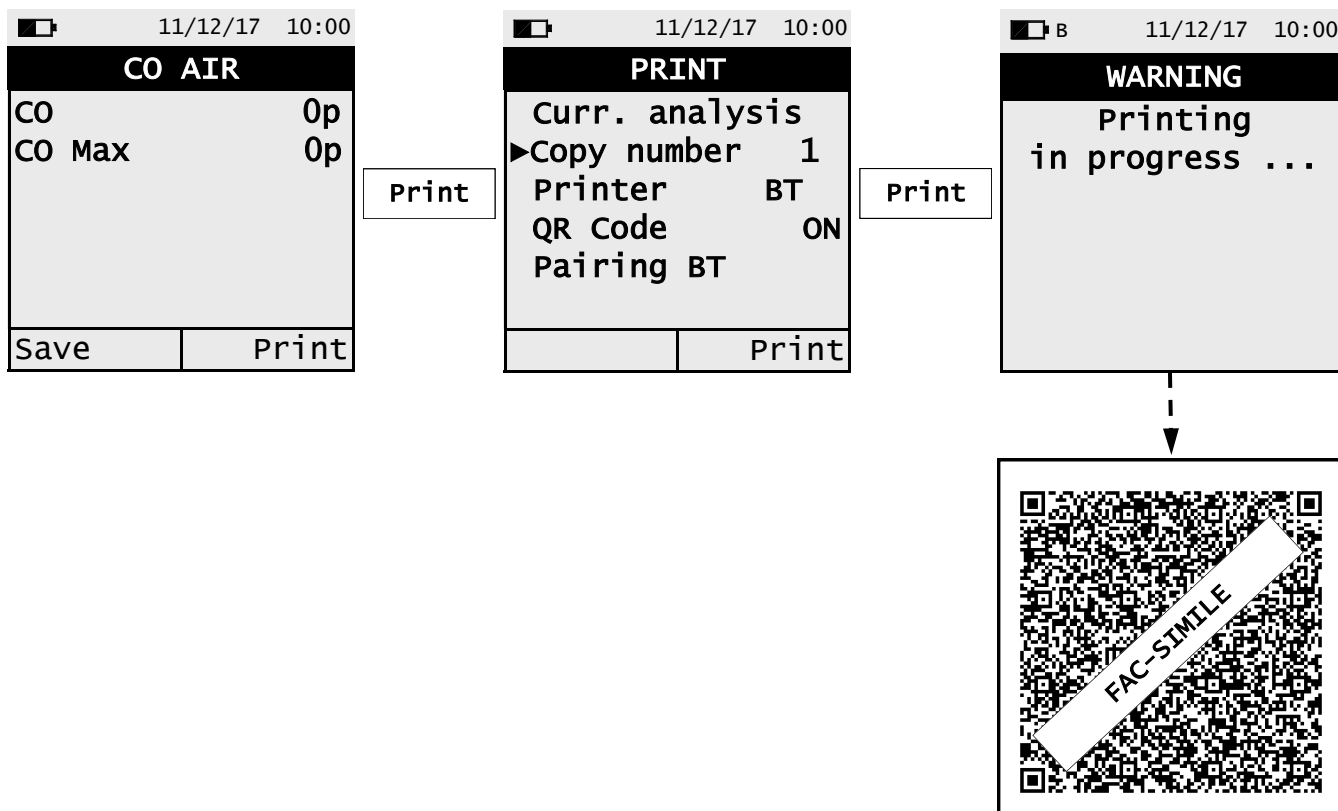 11/12/17 10:00
CO AIR
CO 0p
CO Max 0p
Save Print
Print
11/12/17 10:00
PRINT
Curr. analysis
▶Copy number 1
Printer BT
QR Code ON
Pairing BT
Print
Print
B 11/12/17 10:00
WARNING
Printing
in progress ...
FAC-SIMILE